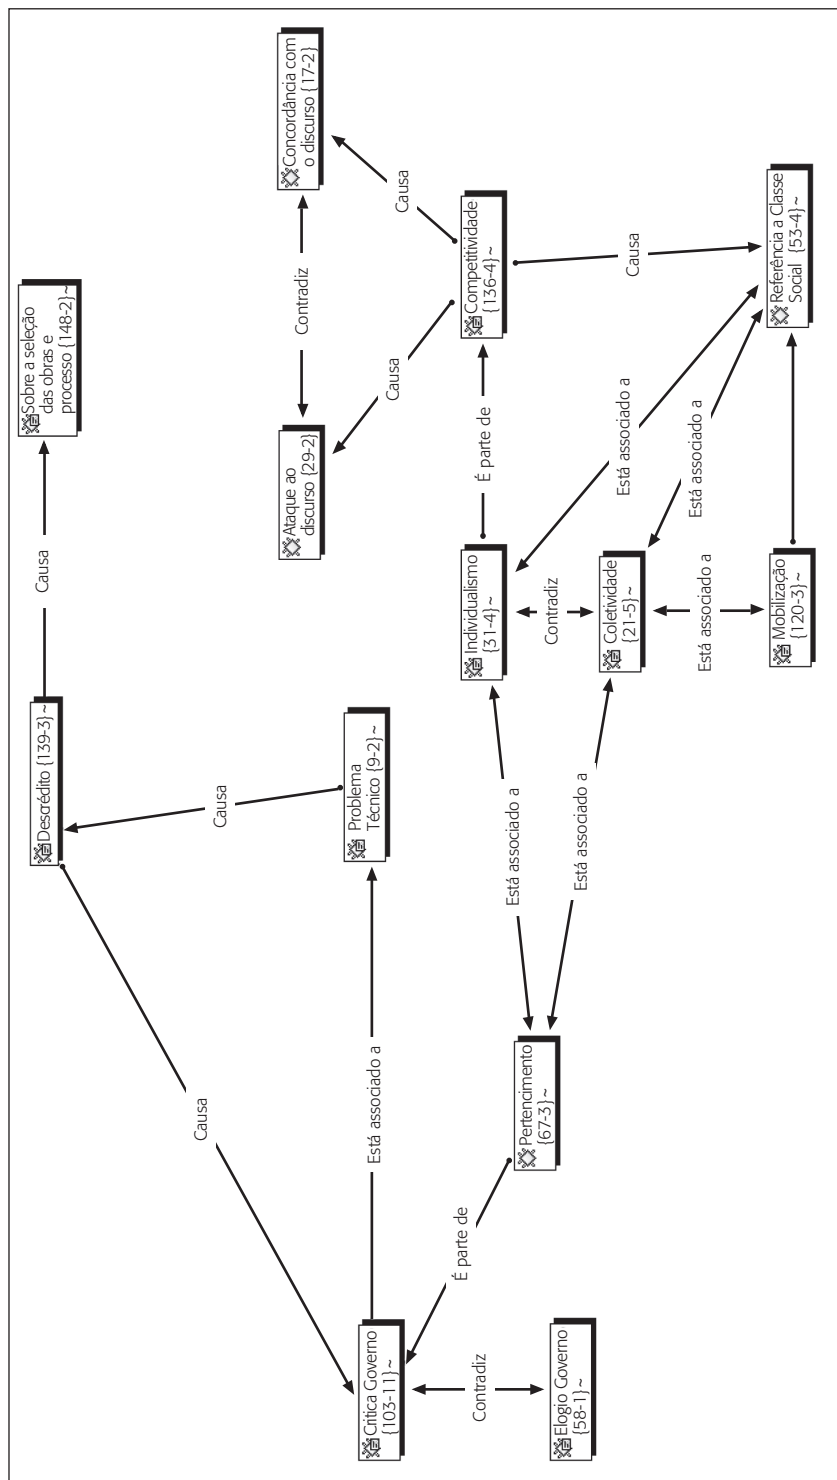 Sobre a seleção
das obras e
processo {148-2}~
Causa
Descrédito {139-3}~
Concordância com
o discurso {17-2}
Contradiz
Ataque ao
discurso {29-2}
Causa
Causa
Causa
Problema
Técnico {9-2}~
Causa
Está associado a
Critica Governo
{103-11}~
Competitividade
{136-4}~
É parte de
Individualismo
{31-4}~
Causa
Está associado a
Está associado a
Contradiz
Coletividade
{21-5}~
Está associado a
Está associado a
Está associado a
Pertencimento
{67-3}~
É parte de
Contradiz
Elogio Governo
{58-1}~
Referência a Classe
Social {53-4}~
Mobilização
{120-3}~